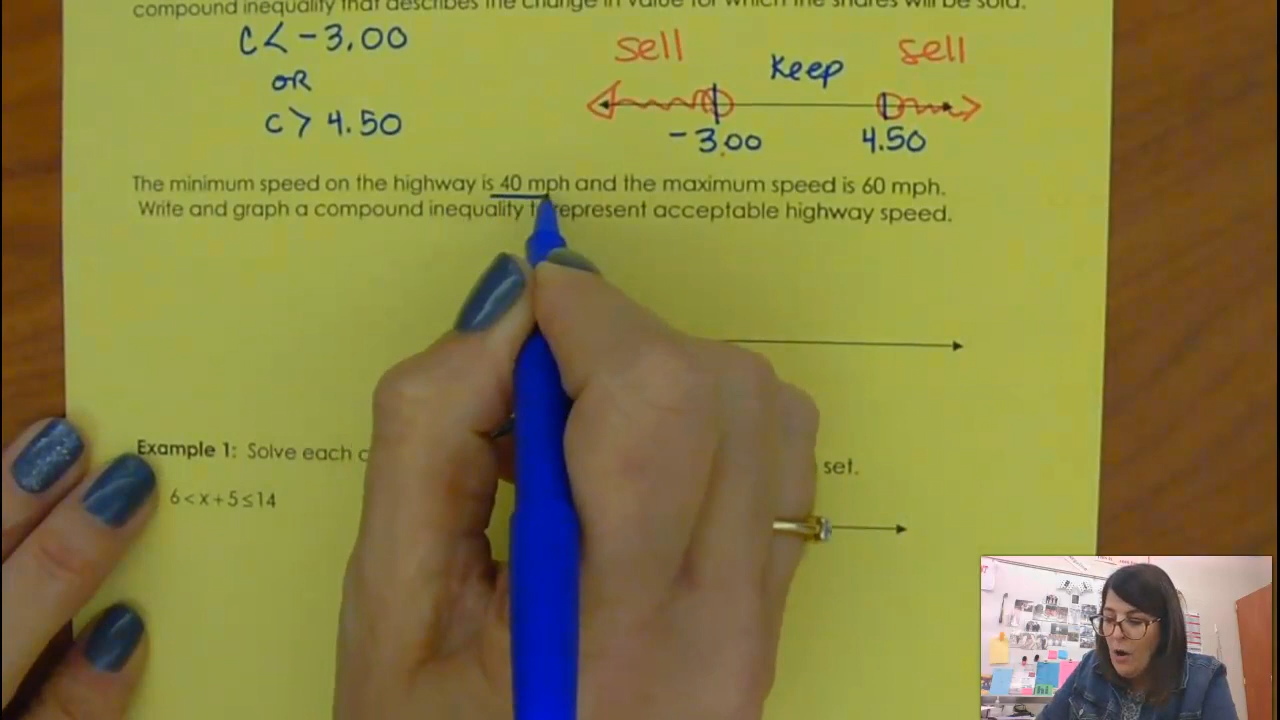 compound inequality that describes the change in value for which the shares will be sold.
c < -3.00
OR
c > 4.50
sell keep sell
-3.00 4.50
The minimum speed on the highway is 40 mph and the maximum speed is 60 mph.
Write and graph a compound inequality represent acceptable highway speed.
Example 1: Solve each set.
6 < x + 5 ≤ 14